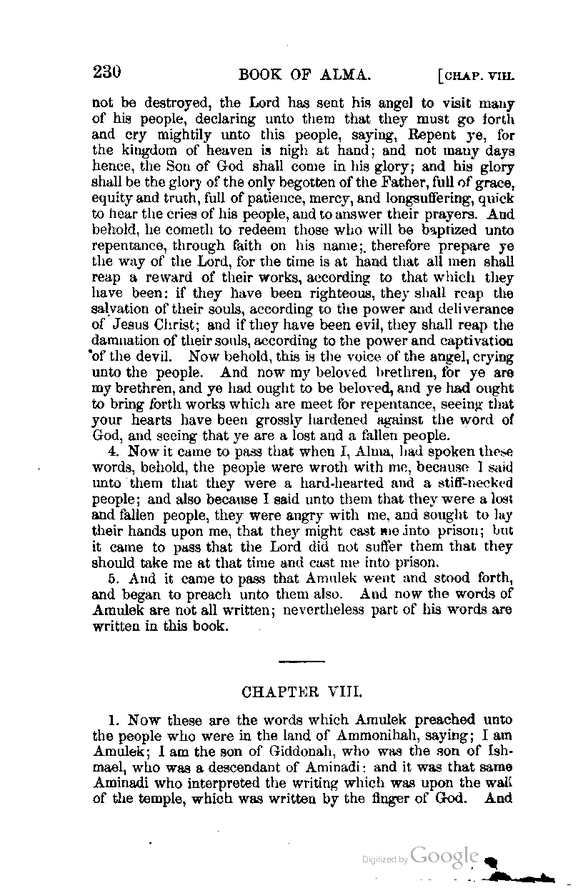 230 BOOK OF ALMA. [CHAP. VIII.
not be destroyed, the Lord has sent his angel to visit many
of his people, declaring unto them that they must go forth
and cry mightily unto this people, saying, Repent ye, for
the kingdom of heaven is nigh at hand; and not many days
hence, the Son of God shall come in his glory; and his glory
shall be the glory of the only begotten of the Father, full of grace,
equity and truth, full of patience, mercy, and longsuffering, quick
to hear the cries of his people, and to answer their prayers. And
behold, he cometh to redeem those who will be baptized unto
repentance, through faith on his name; therefore prepare ye
the way of the Lord, for the time is at hand that all men shall
reap a reward of their works, according to that which they
have been: if they have been righteous, they shall reap the
salvation of their souls, according to the power and deliverance
of Jesus Christ; and if they have been evil, they shall reap the
damnation of their souls, according to the power and captivation
of the devil. Now behold, this is the voice of the angel, crying
unto the people. And now my beloved brethren, for ye are
my brethren, and ye had ought to be beloved, and ye had ought
to bring forth works which are meet for repentance, seeing that
your hearts have been grossly hardened against the word of
God, and seeing that ye are a lost and a fallen people.
4. Now it came to pass that when I, Alma, had spoken these
words, behold, the people were wroth with me, because I said
unto them that they were a hard-hearted and a stiff-necked
people; and also because I said unto them that they were a lost
and fallen people, they were angry with me, and sought to lay
their hands upon me, that they might cast me into prison; but
it came to pass that the Lord did not suffer them that they
should take me at that time and cast me into prison.
5. And it came to pass that Amulek went and stood forth,
and began to preach unto them also. And now the words of
Amulek are not all written; nevertheless part of his words are
written in this book.
CHAPTER VIII.
1. Now these are the words which Amulek preached unto
the people who were in the land of Ammonihah, saying; I am
Amulek; I am the son of Giddonah, who was the son of Ish-
mael, who was a descendant of Aminadi: and it was that same
Aminadi who interpreted the writing which was upon the wall
of the temple, which was written by the finger of God. And
Digitized by Google